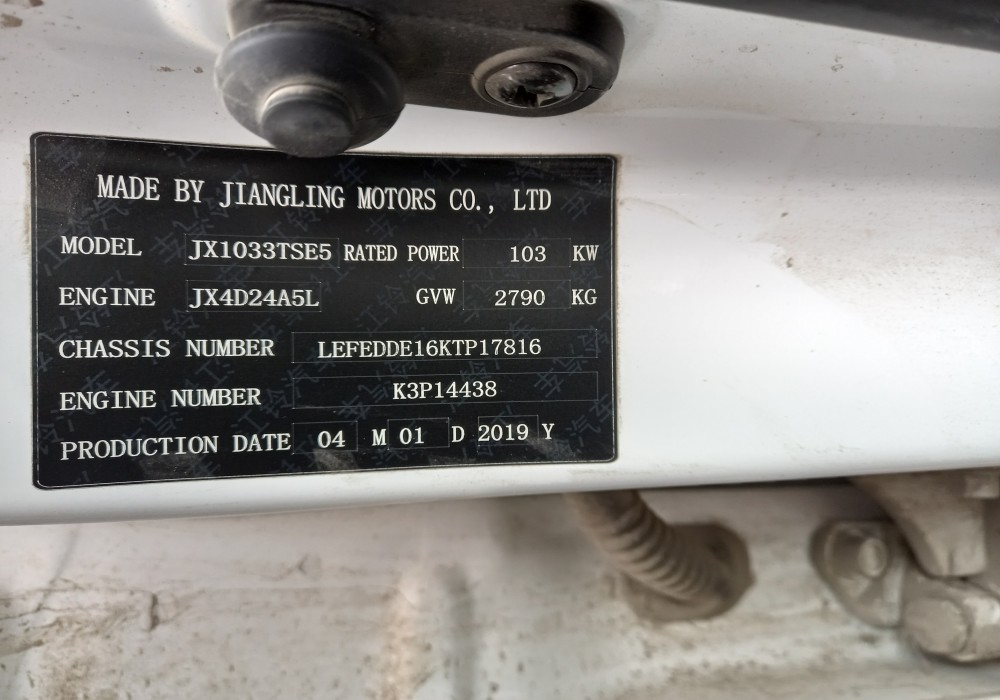 MADE BY JIANGLING MOTORS CO., LTD
MODEL JX1033TSE5 RATED POWER 103 KW
ENGINE JX4D24A5L GVW 2790 KG
CHASSIS NUMBER LEFEDDE16KTP17816
ENGINE NUMBER K3P14438
PRODUCTION DATE 04 M 01 D 2019 Y